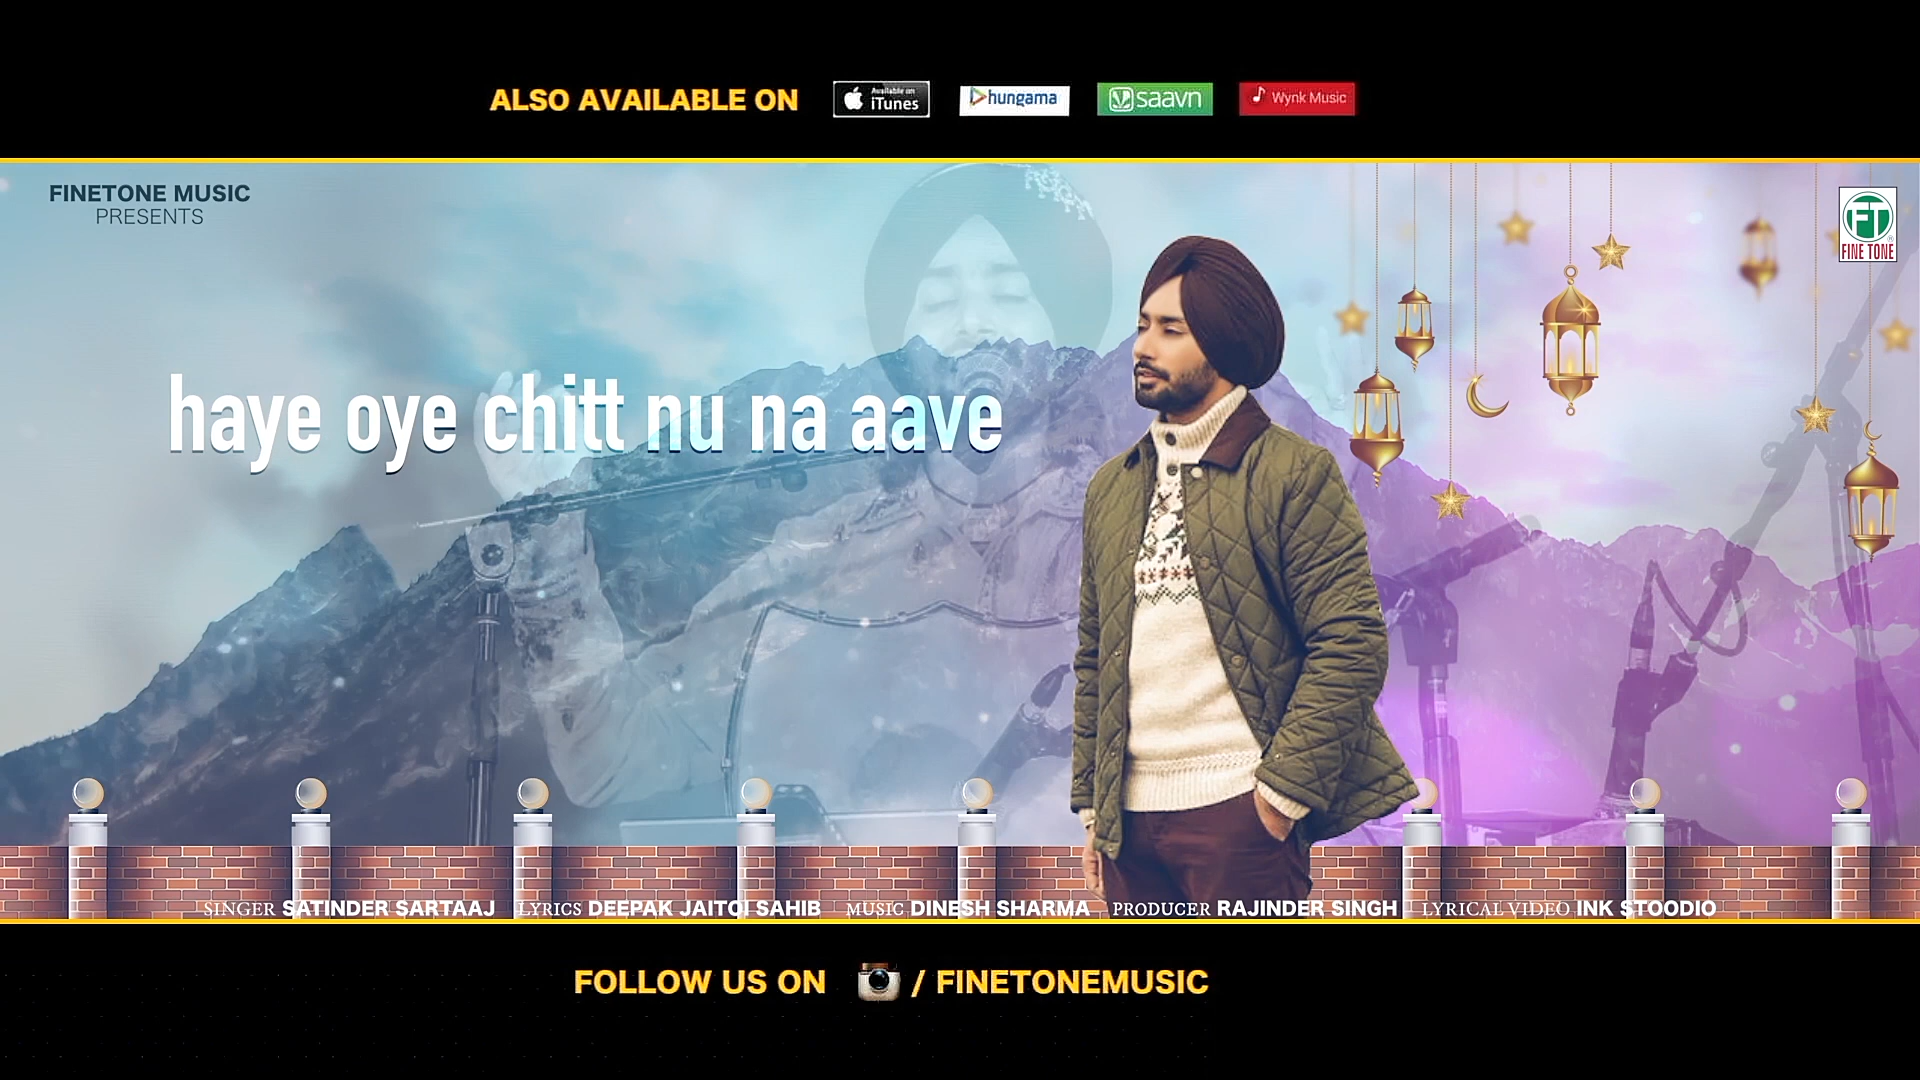 ALSO AVAILABLE ON
Available on
iTunes
hungama
saavn
Wynk Music
FINETONE MUSIC
PRESENTS
FT
FINE TONE
haye oye chitt nu na aave
SINGER SATINDER SARTAAJ LYRICS DEEPAK JAITOI SAHIB MUSIC DINESH SHARMA PRODUCER RAJINDER SINGH LYRICAL VIDEO INK STOODIO
FOLLOW US ON / FINETONEMUSIC